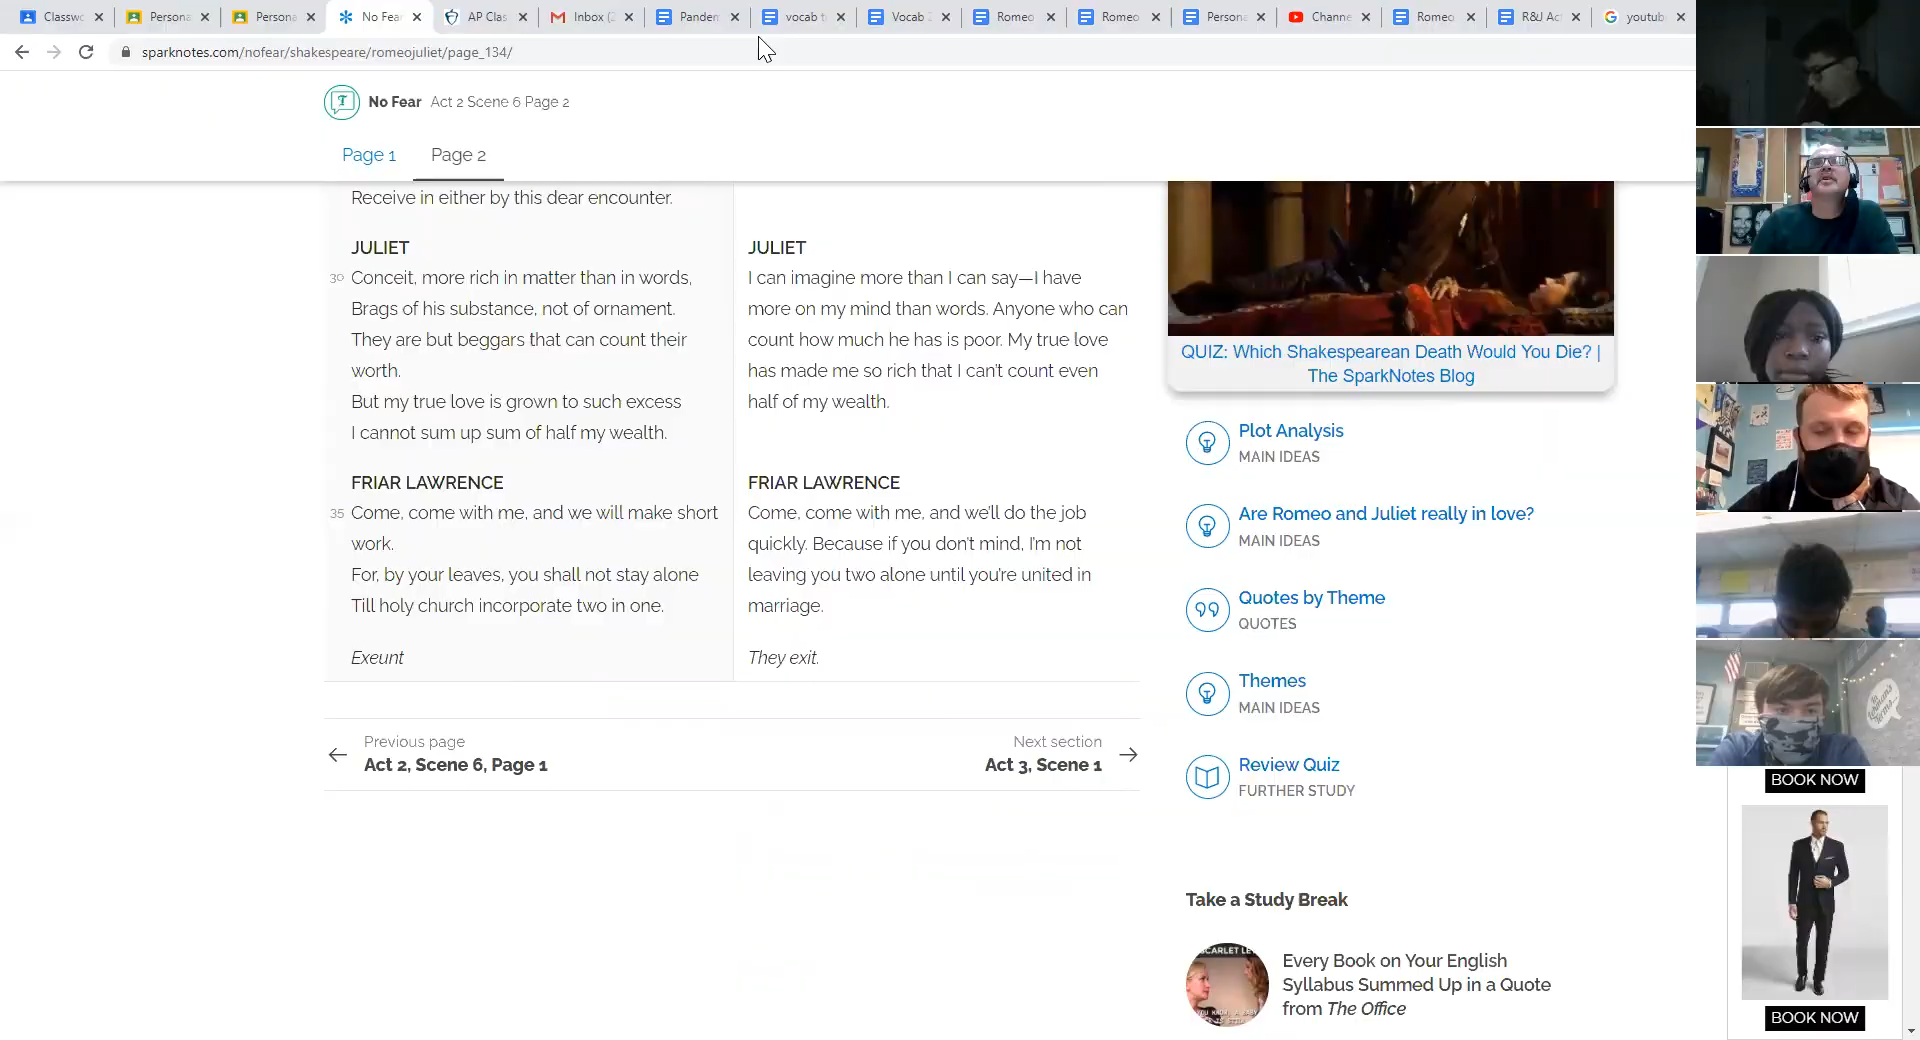 Classwo
Persona
Persona
No Fear
AP Clas
Inbox (2
Pandem
vocab t
Vocab 2
Romeo
Romeo
Persona
Channe
Romeo
R&J Ac
youtub
sparknotes.com/nofear/shakespeare/romeojuliet/page_134/
No Fear Act 2 Scene 6 Page 2
Page 1 Page 2
Receive in either by this dear encounter.
JULIET
30 Conceit, more rich in matter than in words,
Brags of his substance, not of ornament.
They are but beggars that can count their
worth.
But my true love is grown to such excess
I cannot sum up sum of half my wealth.
FRIAR LAWRENCE
35 Come, come with me, and we will make short
work.
For, by your leaves, you shall not stay alone
Till holy church incorporate two in one.
Exeunt
JULIET
I can imagine more than I can say—I have
more on my mind than words. Anyone who can
count how much he has is poor. My true love
has made me so rich that I can't count even
half of my wealth.
FRIAR LAWRENCE
Come, come with me, and we'll do the job
quickly. Because if you don't mind, I'm not
leaving you two alone until you're united in
marriage.
They exit.
Previous page
Act 2, Scene 6, Page 1
Next section
Act 3, Scene 1
QUIZ: Which Shakespearean Death Would You Die? |
The SparkNotes Blog
Plot Analysis
MAIN IDEAS
Are Romeo and Juliet really in love?
MAIN IDEAS
Quotes by Theme
QUOTES
Themes
MAIN IDEAS
Review Quiz
FURTHER STUDY
Take a Study Break
SCARLET LE
Every Book on Your English
Syllabus Summed Up in a Quote
from The Office
BOOK NOW
BOOK NOW